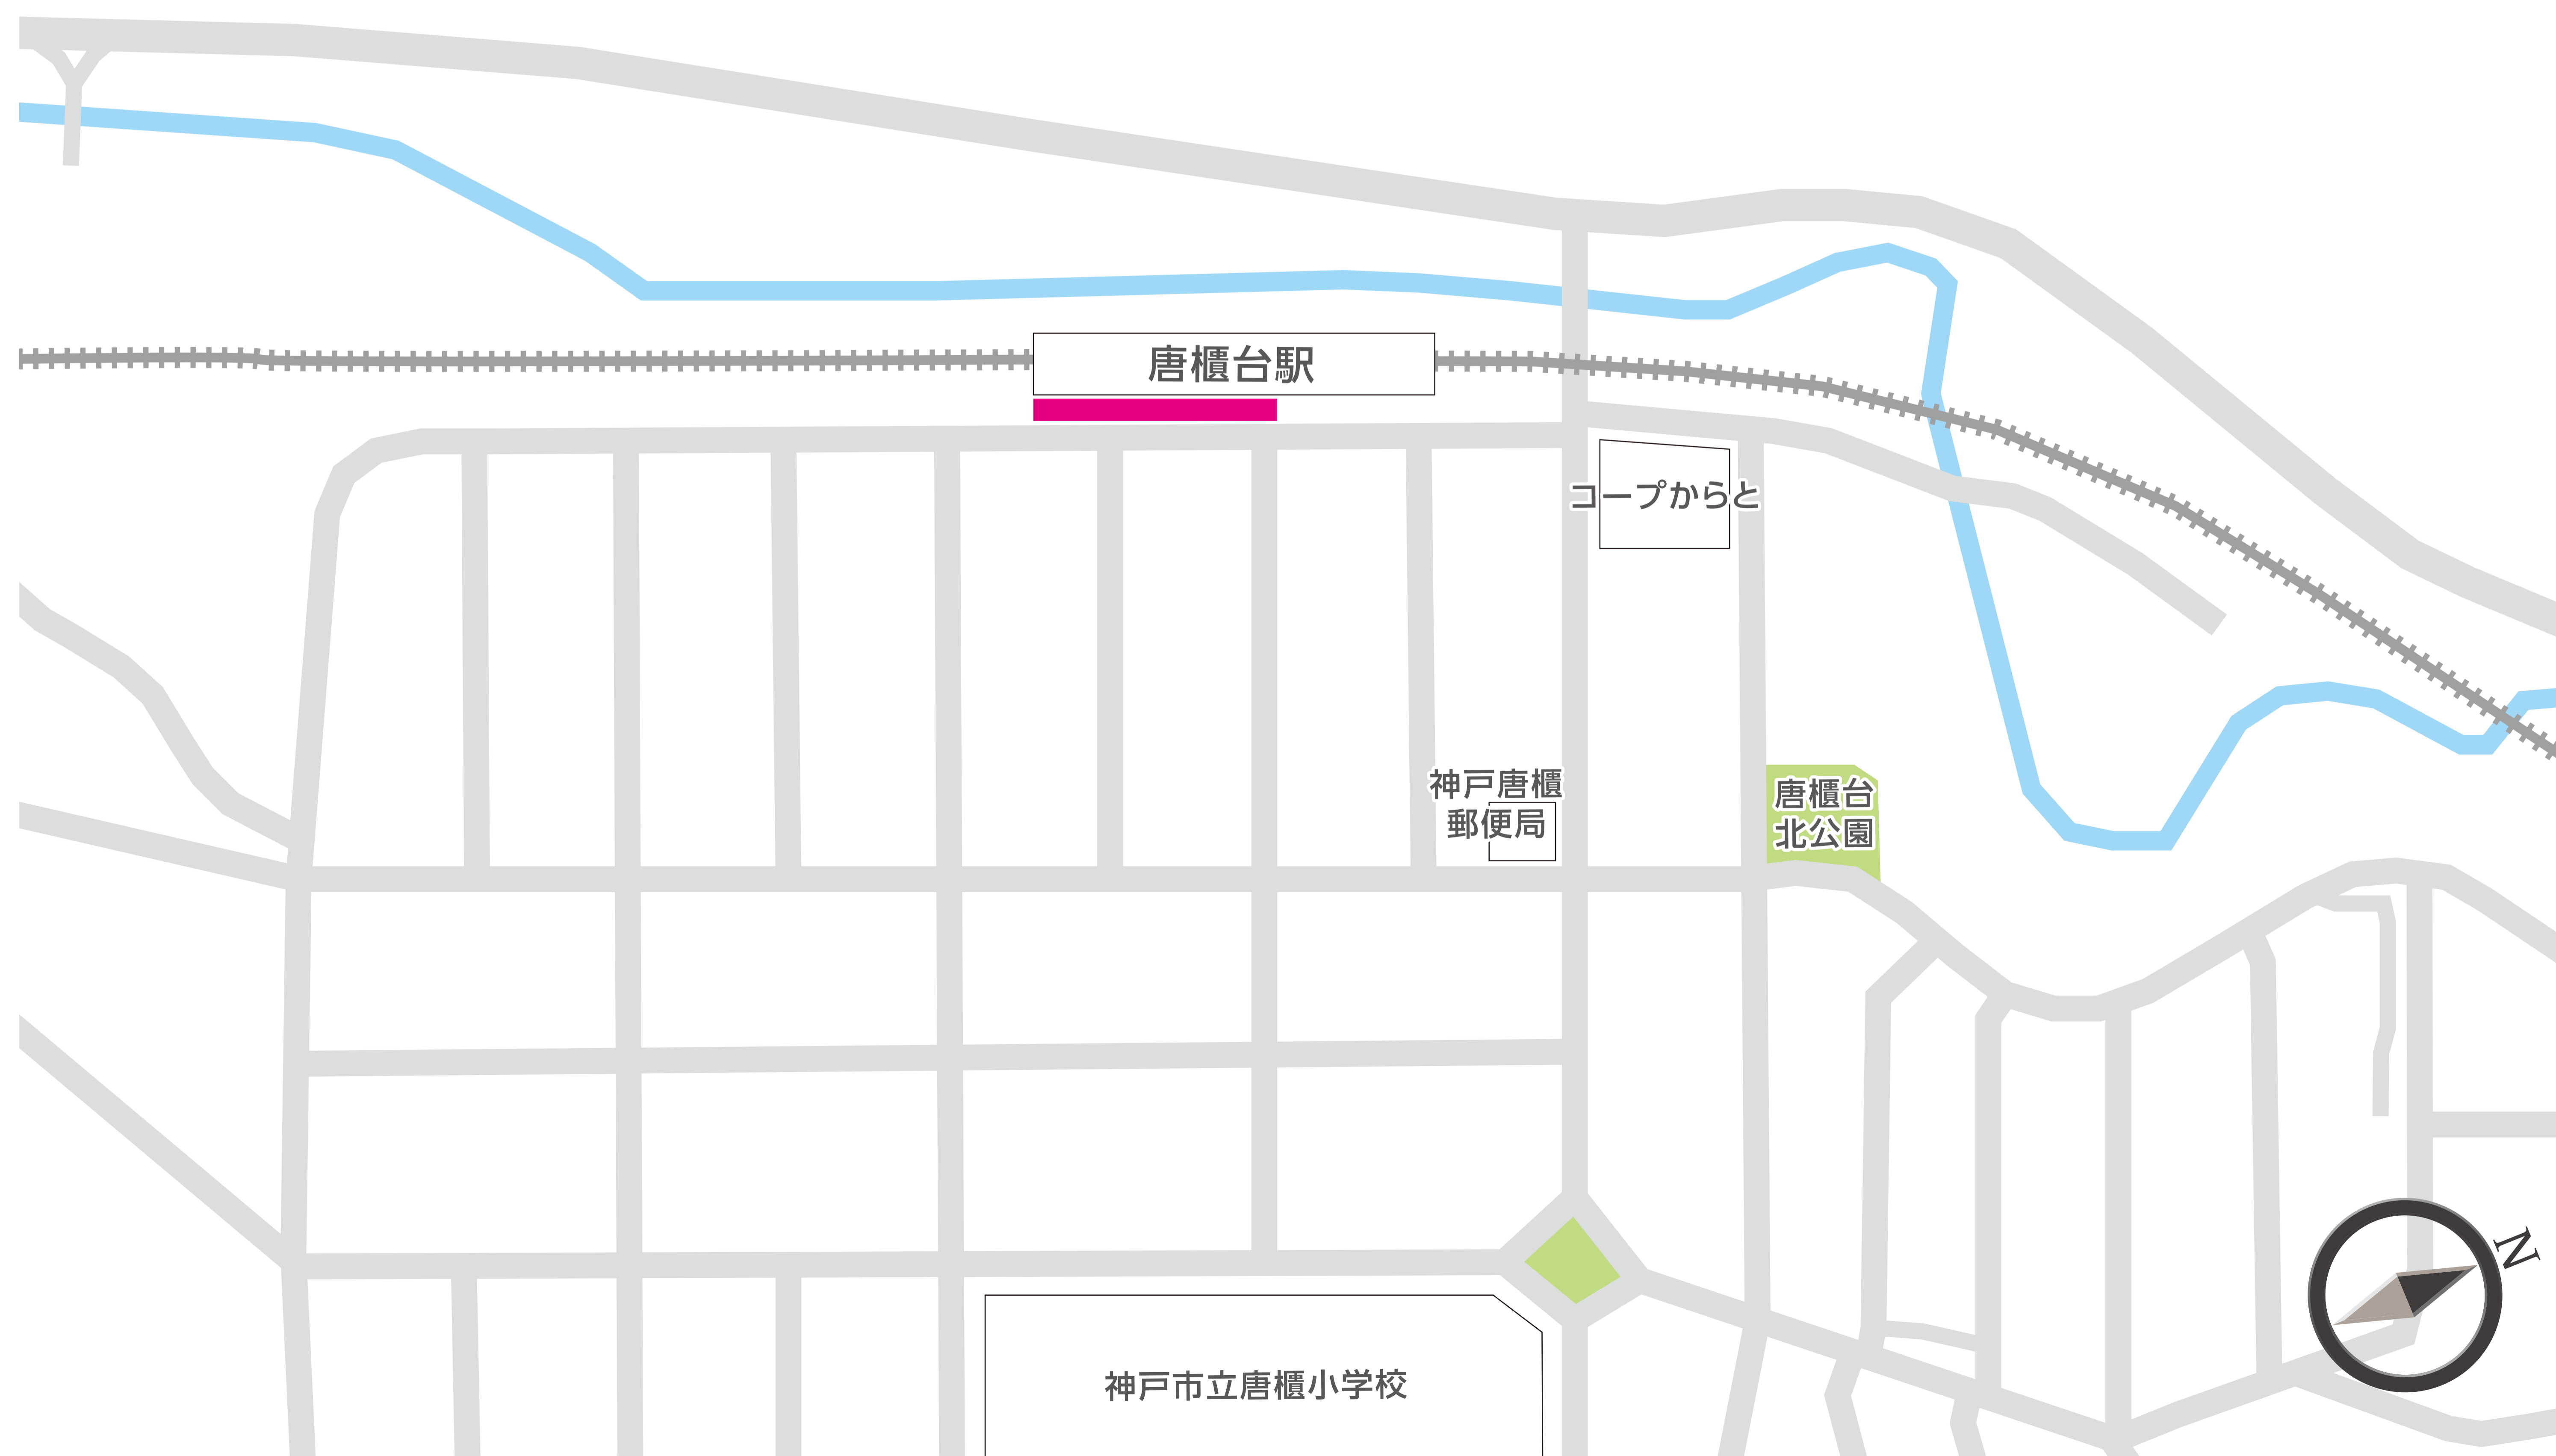 唐櫃台駅
コープからと
神戸唐櫃
郵便局
唐櫃台
北公園
N
神戸市立唐櫃小学校